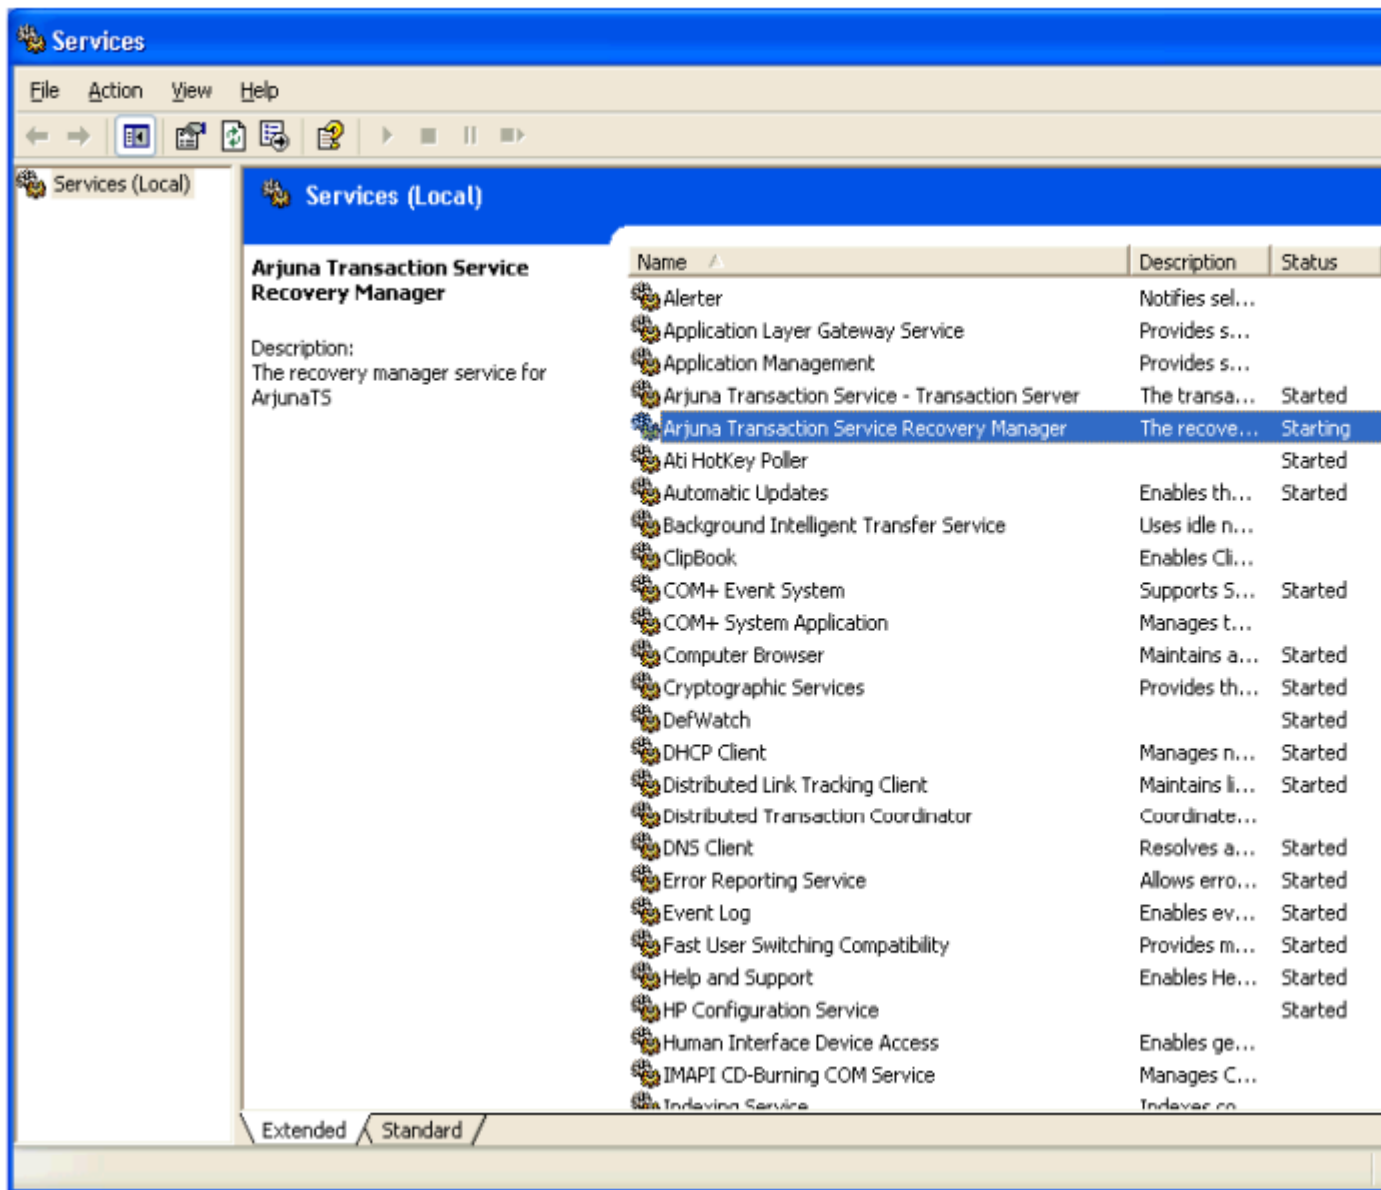 Services
File Action View Help
Services (Local)
Services (Local)
Arjuna Transaction Service
Recovery Manager
Description:
The recovery manager service for
ArjunaTS
Name Description Status
Alerter Notifies sel...
Application Layer Gateway Service Provides s...
Application Management Provides s...
Arjuna Transaction Service - Transaction Server The transa... Started
Arjuna Transaction Service Recovery Manager The recove... Starting
Ati HotKey Poller Started
Automatic Updates Enables th... Started
Background Intelligent Transfer Service Uses idle n...
ClipBook Enables Cli...
COM+ Event System Supports S... Started
COM+ System Application Manages t...
Computer Browser Maintains a... Started
Cryptographic Services Provides th... Started
DefWatch Started
DHCP Client Manages n... Started
Distributed Link Tracking Client Maintains li... Started
Distributed Transaction Coordinator Coordinate...
DNS Client Resolves a... Started
Error Reporting Service Allows erro... Started
Event Log Enables ev... Started
Fast User Switching Compatibility Provides m... Started
Help and Support Enables He... Started
HP Configuration Service Started
Human Interface Device Access Enables ge...
IMAPI CD-Burning COM Service Manages C...
Indexing Service Indexes co
Extended Standard